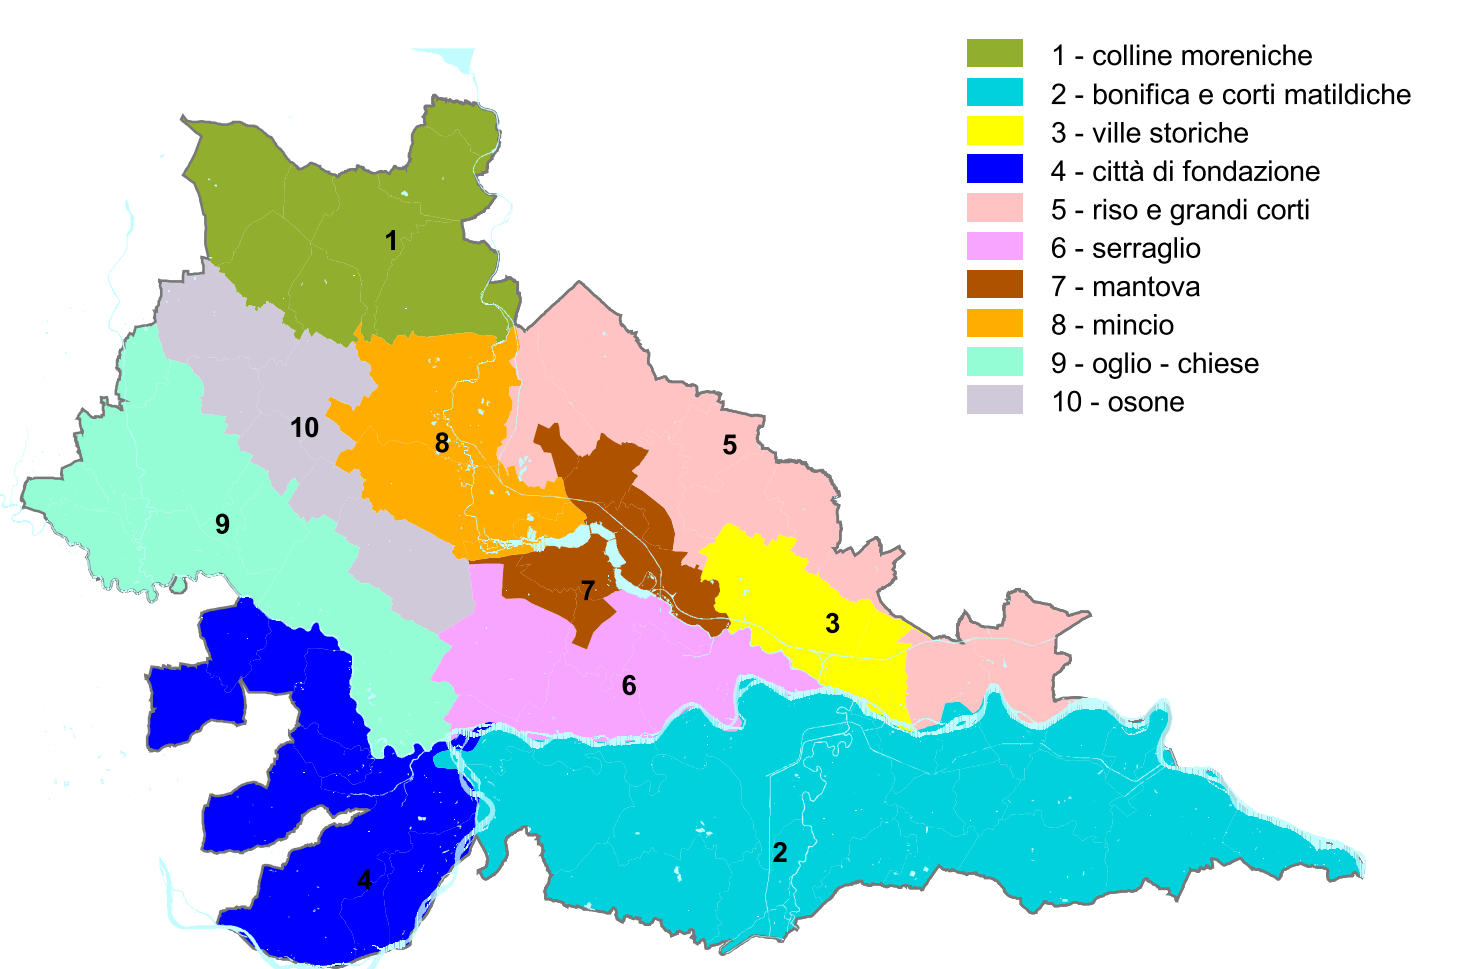 1 - colline moreniche
2 - bonifica e corti matildiche
3 - ville storiche
4 - città di fondazione
5 - riso e grandi corti
6 - serraglio
7 - mantova
8 - mincio
9 - oglio - chiese
10 - osone
1
10
8
5
9
7
3
6
2
4